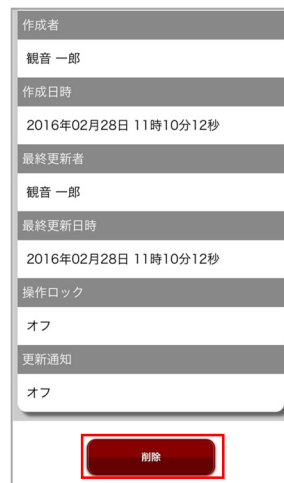 作成者
観音 一郎
作成日時
2016年02月28日 11時10分12秒
最終更新者
観音 一郎
最終更新日時
2016年02月28日 11時10分12秒
操作ロック
オフ
更新通知
オフ
削除